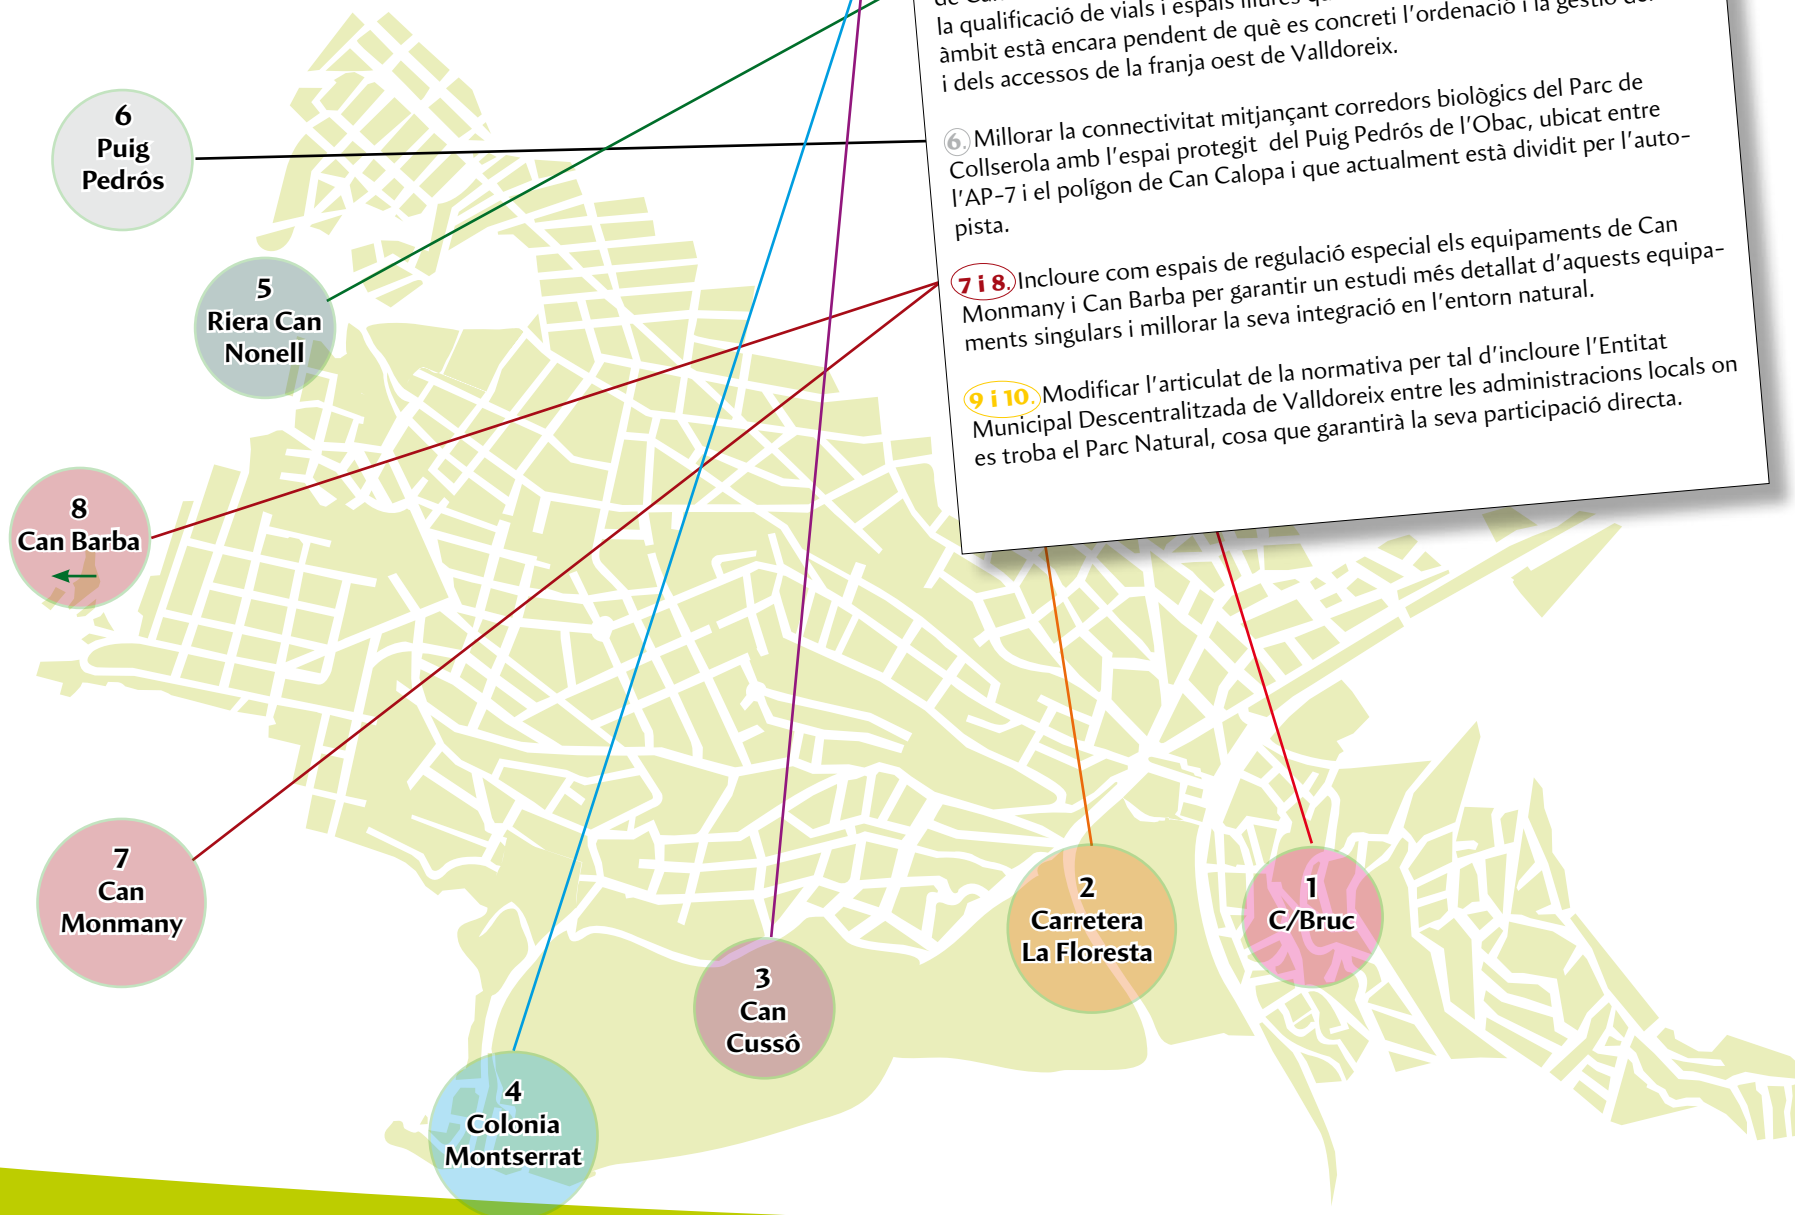 la qualificació de vials i espais lliures
àmbit està encara pendent de què es concreti l'ordenació i la gestió
i dels accessos de la franja oest de Valldoreix.
6. Millorar la connectivitat mitjançant corredors biològics del Parc de
Collserola amb l'espai protegit del Puig Pedrós de l'Obac, ubicat entre
l'AP-7 i el polígon de Can Calopa i que actualment està dividit per l'auto-
pista.
7 i 8. Incloure com espais de regulació especial els equipaments de Can
Monmany i Can Barba per garantir un estudi més detallat d'aquests equipa-
ments singulars i millorar la seva integració en l'entorn natural.
9 i 10. Modificar l'articulat de la normativa per tal d'incloure l'Entitat
Municipal Descentralitzada de Valldoreix entre les administracions locals on
es troba el Parc Natural, cosa que garantirà la seva participació directa.
6
Puig
Pedrós
5
Riera Can
Nonell
8
Can Barba
7
Can
Monmany
4
Colonia
Montserrat
3
Can
Cussó
2
Carretera
La Floresta
1
C/Bruc